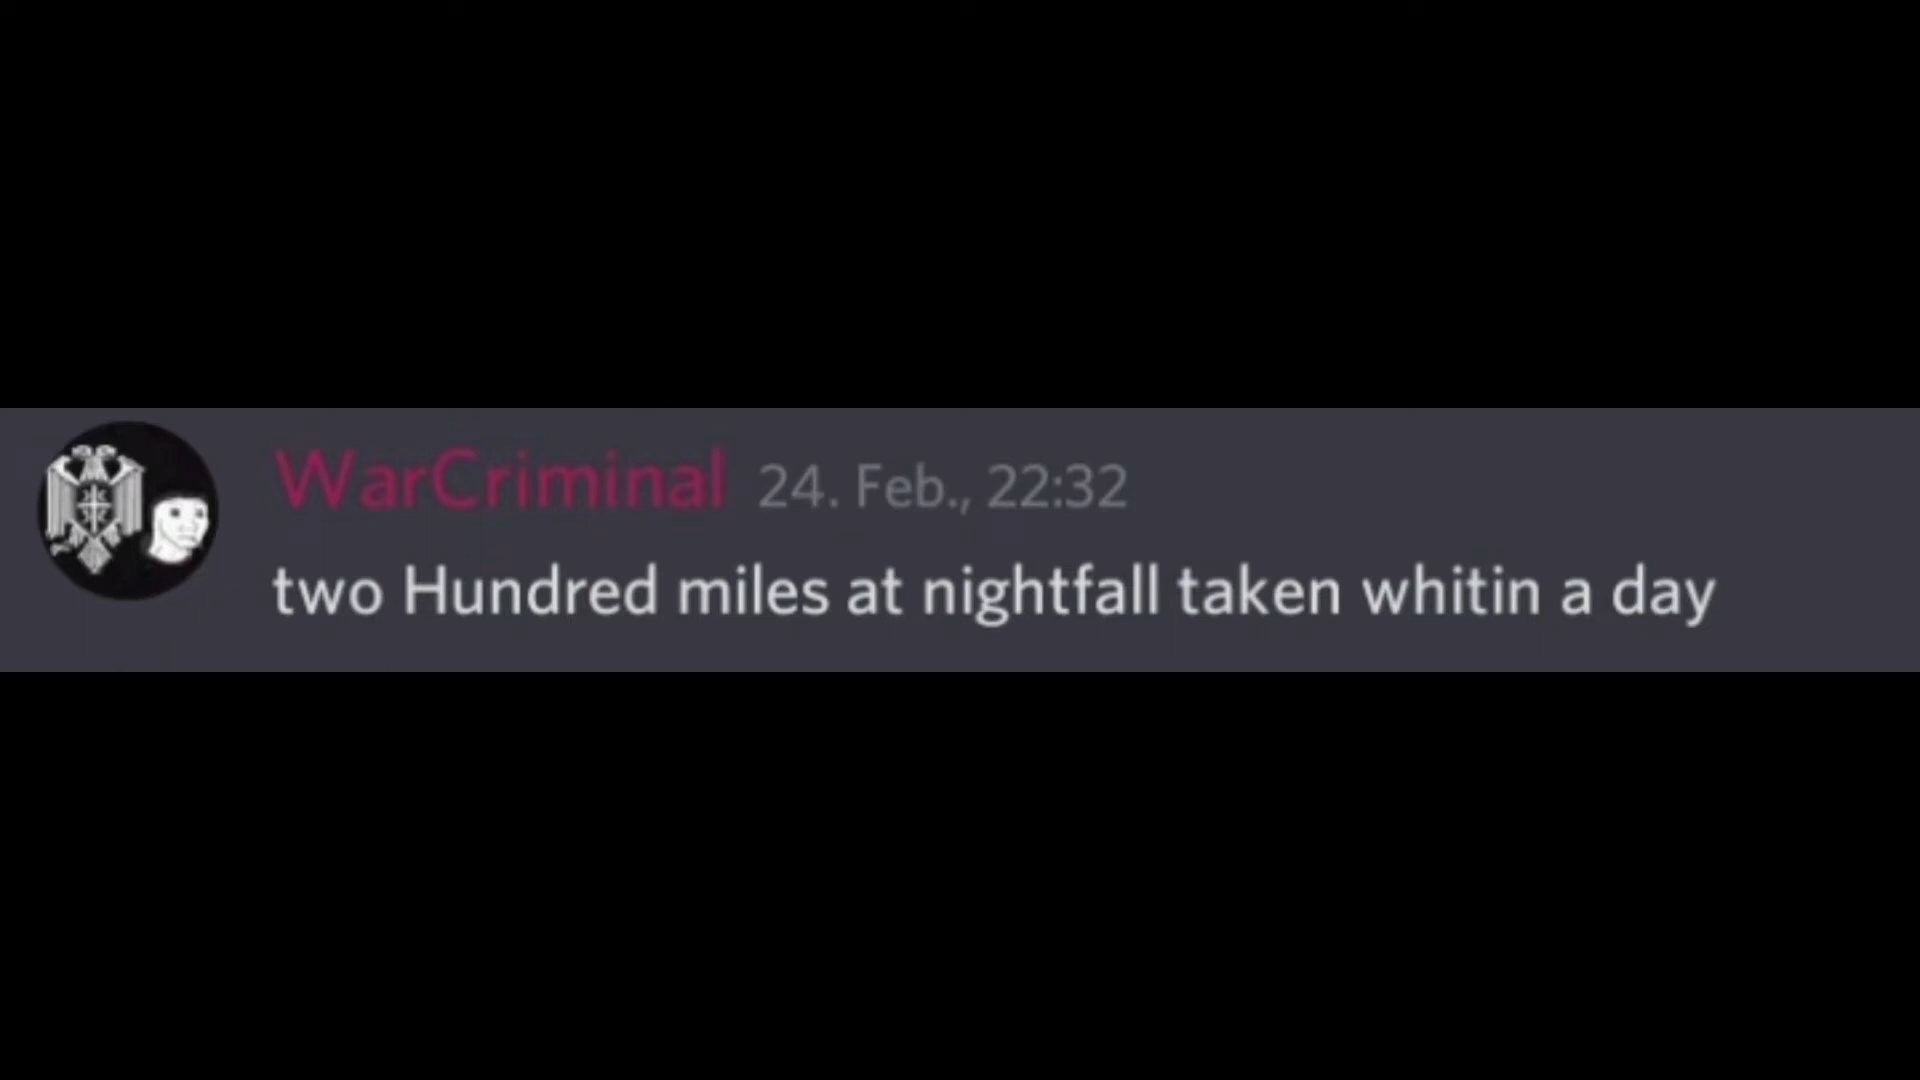 WarCriminal 24. Feb., 22:32
two Hundred miles at nightfall taken whitin a day